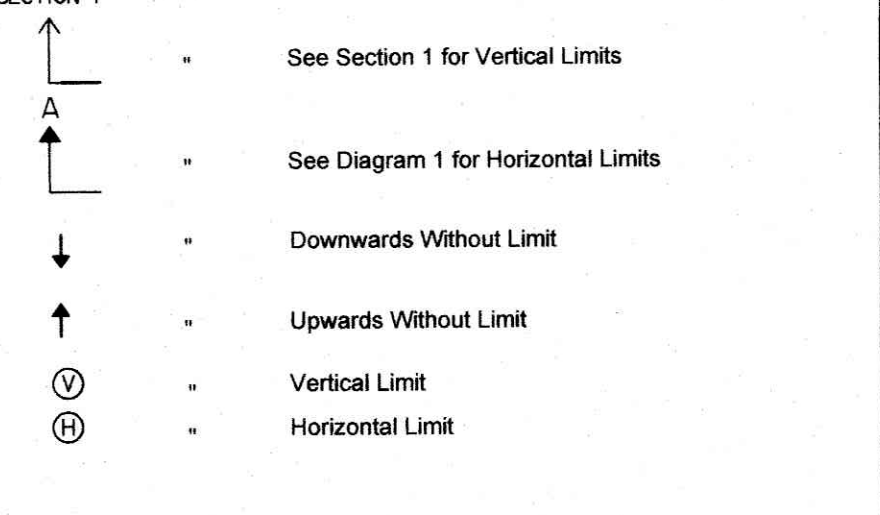 SECTION 1
" See Section 1 for Vertical Limits
A
" See Diagram 1 for Horizontal Limits
" Downwards Without Limit
" Upwards Without Limit
V " Vertical Limit
H " Horizontal Limit